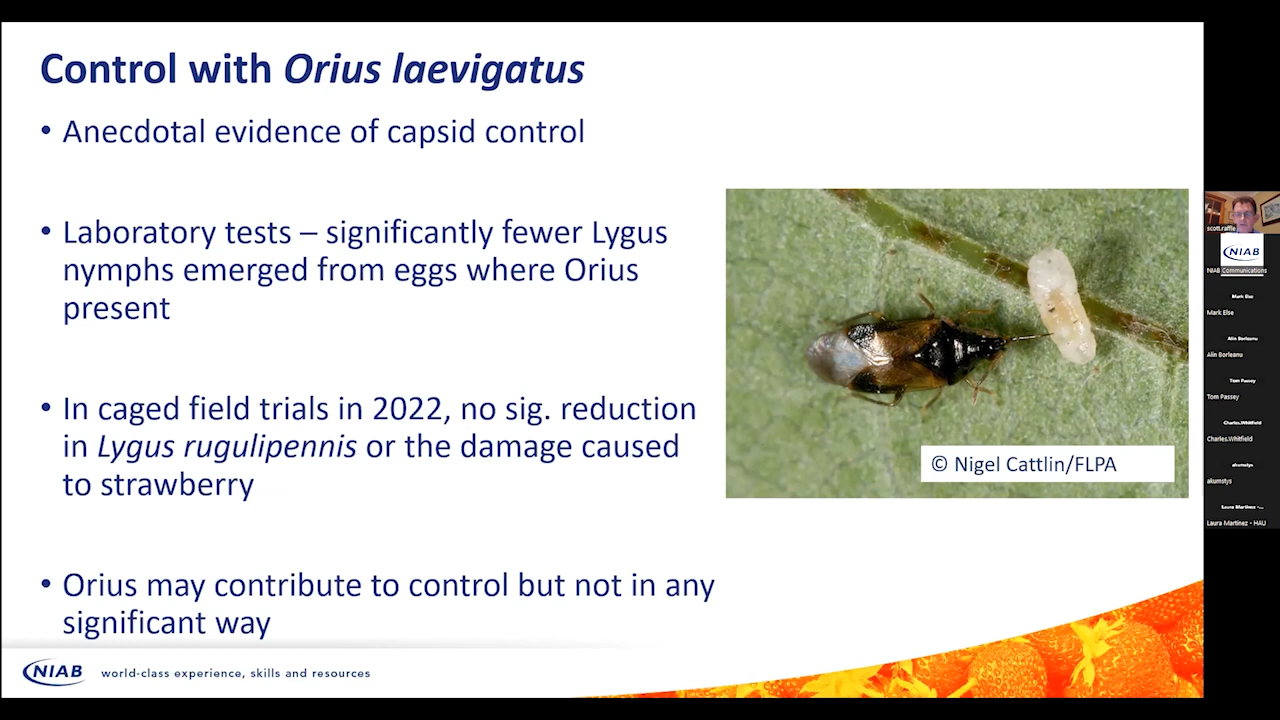 Control with Orius laevigatus
• Anecdotal evidence of capsid control
• Laboratory tests – significantly fewer Lygus
nymphs emerged from eggs where Orius
present
• In caged field trials in 2022, no sig. reduction
in Lygus rugulipennis or the damage caused
to strawberry
• Orius may contribute to control but not in any
significant way
© Nigel Cattlin/FLPA
NIAB
world-class experience, skills and resources
scott.raffle
NIAB
NIAB Communications
Mark Else
Mark Else
Alin Borleanu
Alin Borleanu
Tom Passey
Tom Passey
Charles.Whitfield
Charles.Whitfield
akumstys
akumstys
Laura Martinez -...
Laura Martinez - HAU